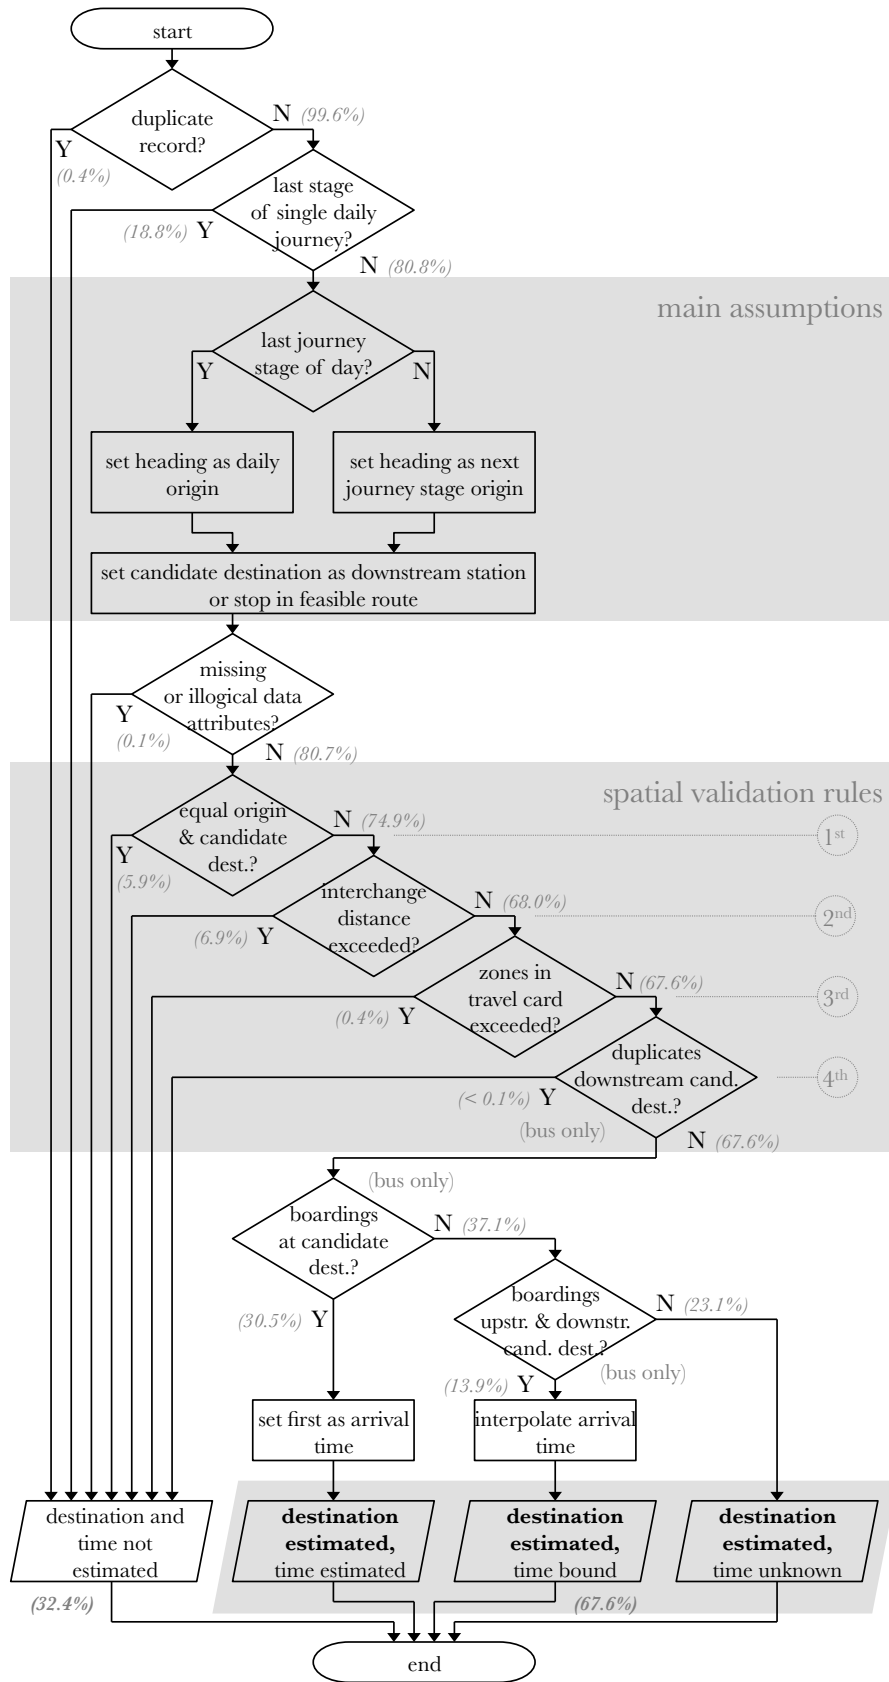 start
duplicate
record?
N (99.6%)
Y
(0.4%)
last stage
of single daily
journey?
(18.8%) Y
N (80.8%)
main assumptions
last journey
stage of day?
Y
N
set heading as daily
origin
set heading as next
journey stage origin
set candidate destination as downstream station
or stop in feasible route
missing
or illogical data
attributes?
Y
(0.1%)
N (80.7%)
spatial validation rules
equal origin
& candidate
dest.?
N (74.9%)
1st
Y
(5.9%)
interchange
distance
exceeded?
N (68.0%)
2nd
(6.9%) Y
zones in
travel card
exceeded?
N (67.6%)
3rd
(0.4%) Y
duplicates
downstream cand.
dest.?
4th
(< 0.1%) Y
(bus only)
N (67.6%)
(bus only)
boardings
at candidate
dest.?
N (37.1%)
(30.5%) Y
boardings
upstr. & downstr.
cand. dest.?
N (23.1%)
(bus only)
(13.9%) Y
set first as arrival
time
interpolate arrival
time
destination and
time not
estimated
destination
estimated,
time estimated
destination
estimated,
time bound
destination
estimated,
time unknown
(32.4%)
(67.6%)
end